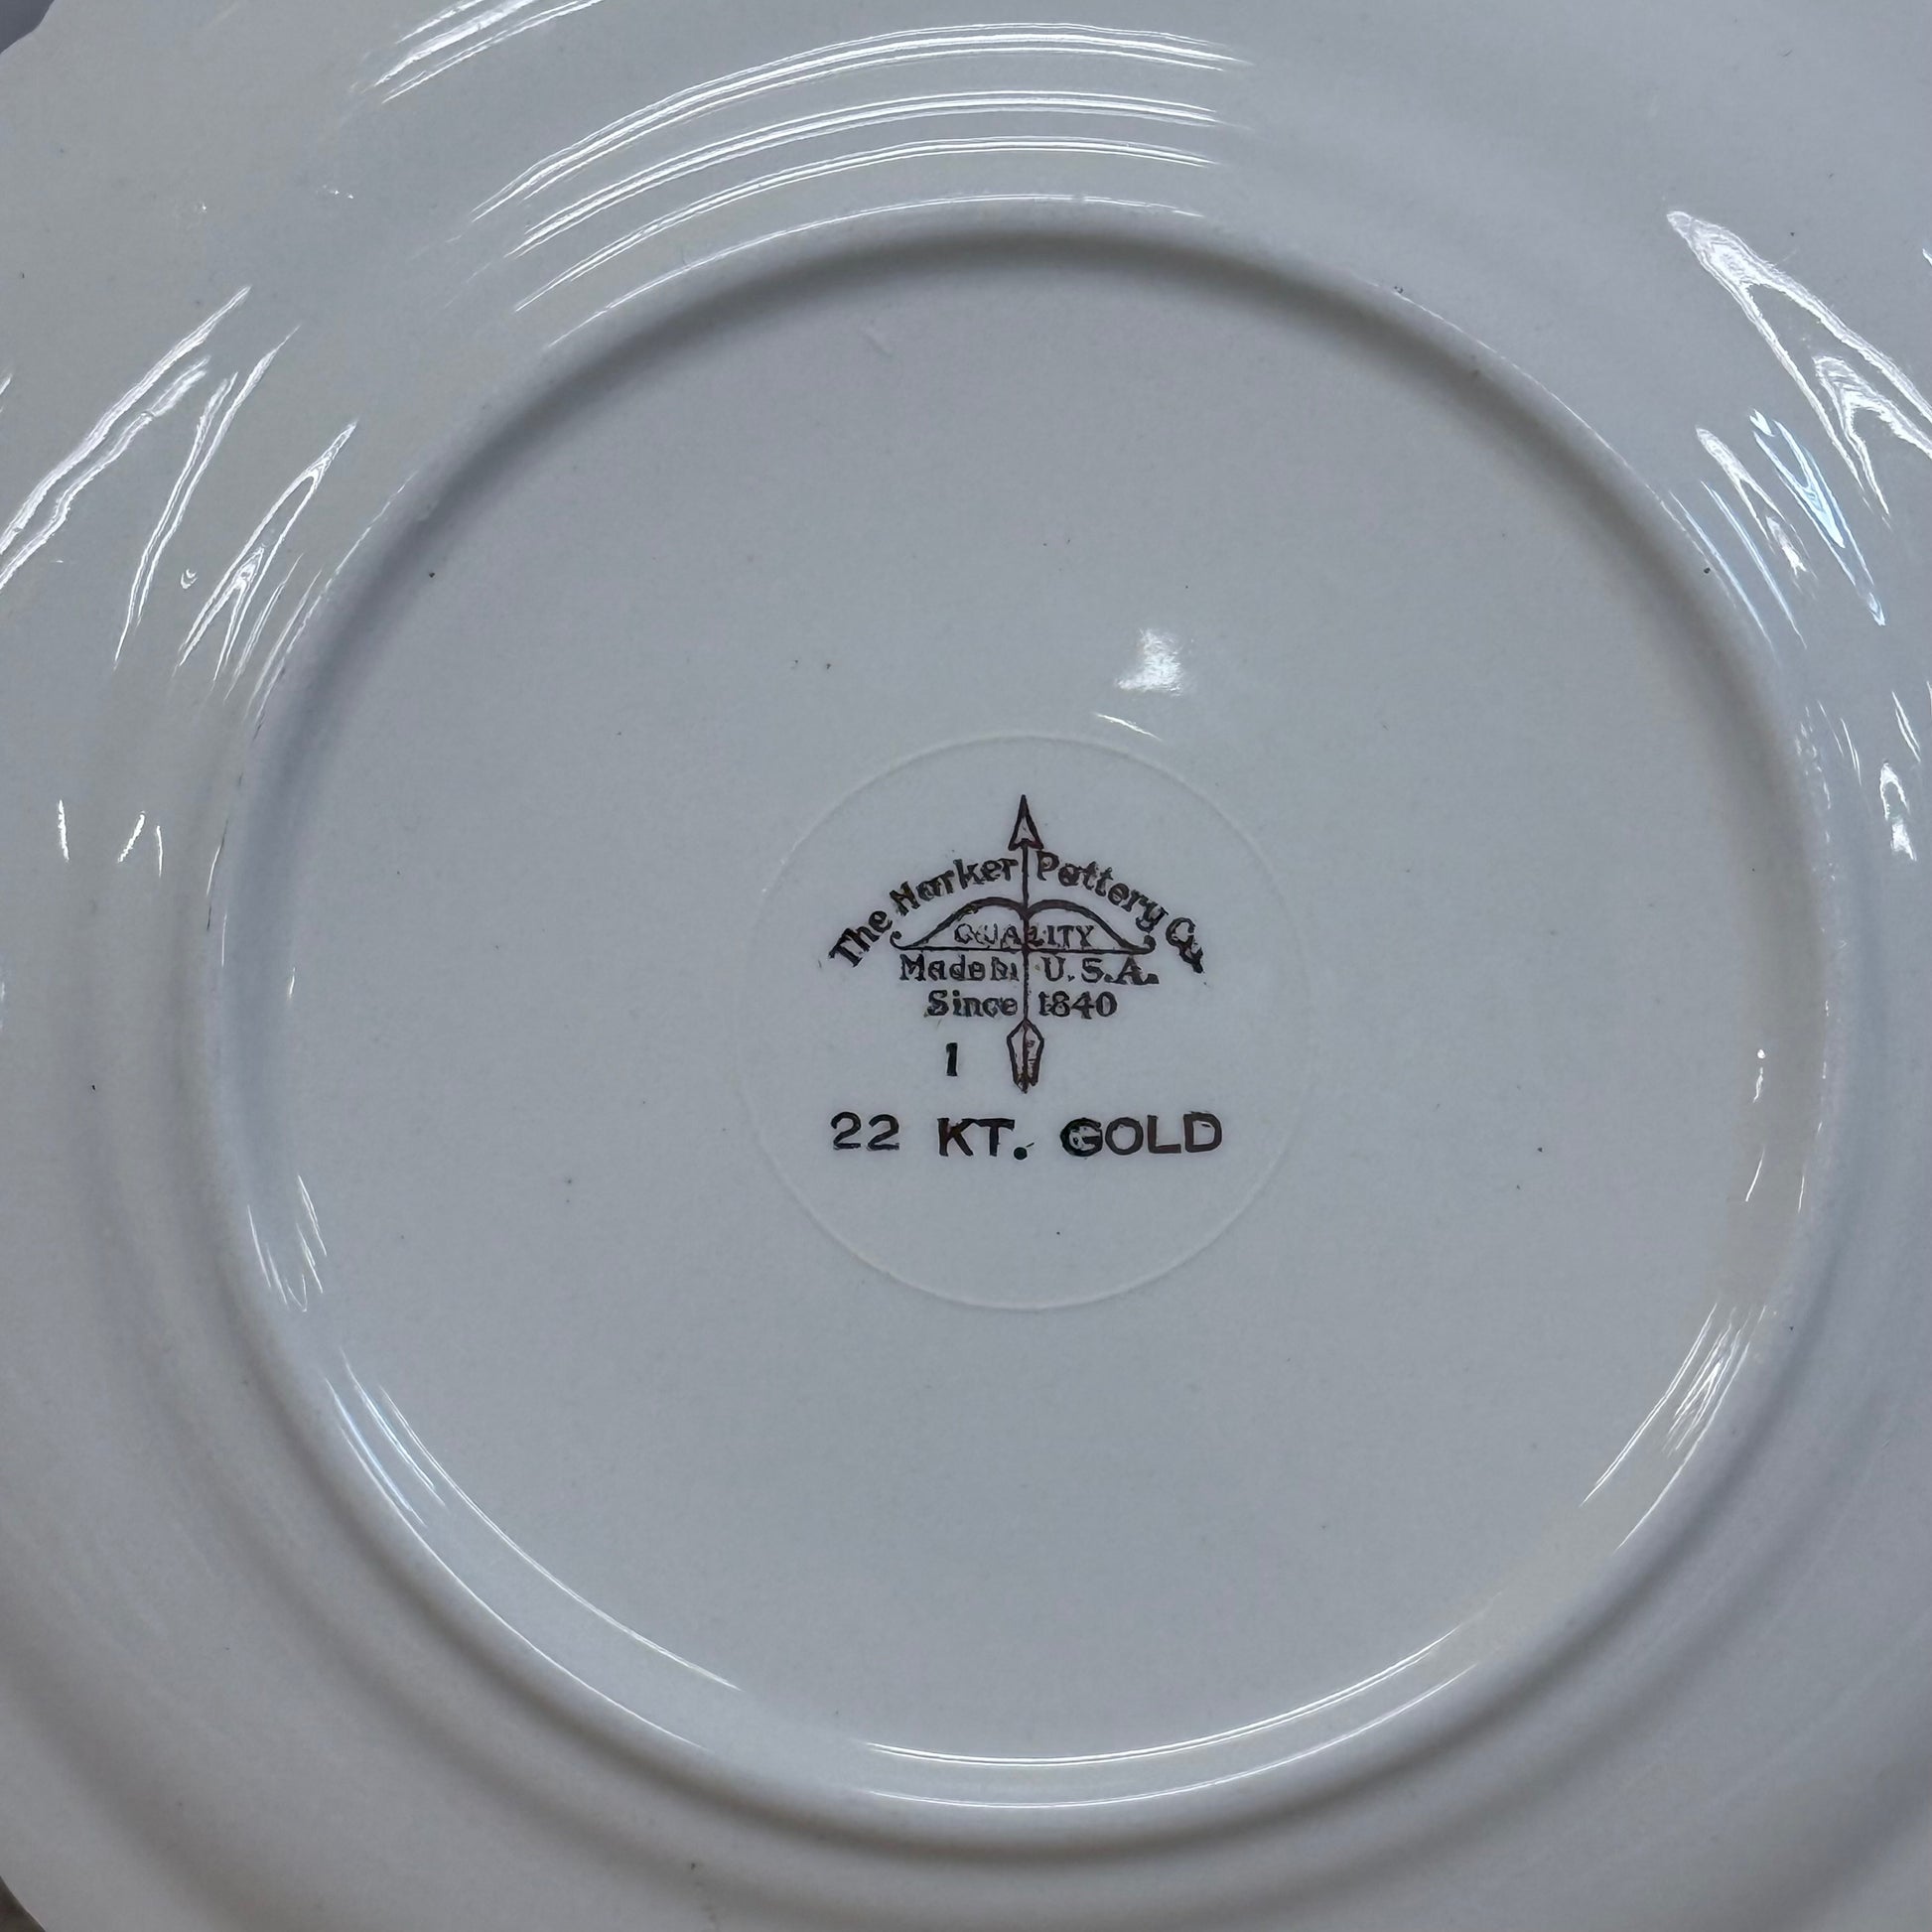 The Harker Pottery Co
QUALITY
Made in U.S.A.
Since 1840
1
22 KT. GOLD